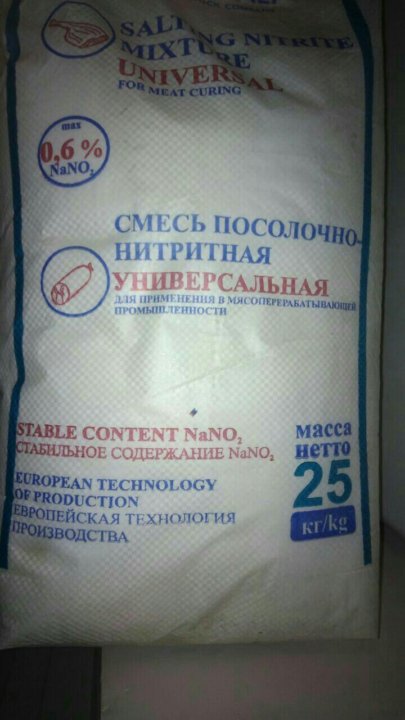 SALTING NITRITE
MIXTURE
UNIVERSAL
FOR MEAT CURING
max
0,6 %
NaNO₂
СМЕСЬ ПОСОЛОЧНО-
НИТРИТНАЯ
УНИВЕРСАЛЬНАЯ
ДЛЯ ПРИМЕНЕНИЯ В МЯСОПЕРЕРАБАТЫВАЮЩЕЙ
ПРОМЫШЛЕННОСТИ
STABLE CONTENT NaNO₂
СТАБИЛЬНОЕ СОДЕРЖАНИЕ NaNO₂
EUROPEAN TECHNOLOGY
OF PRODUCTION
ЕВРОПЕЙСКАЯ ТЕХНОЛОГИЯ
ПРОИЗВОДСТВА
масса
нетто
25
кг/kg